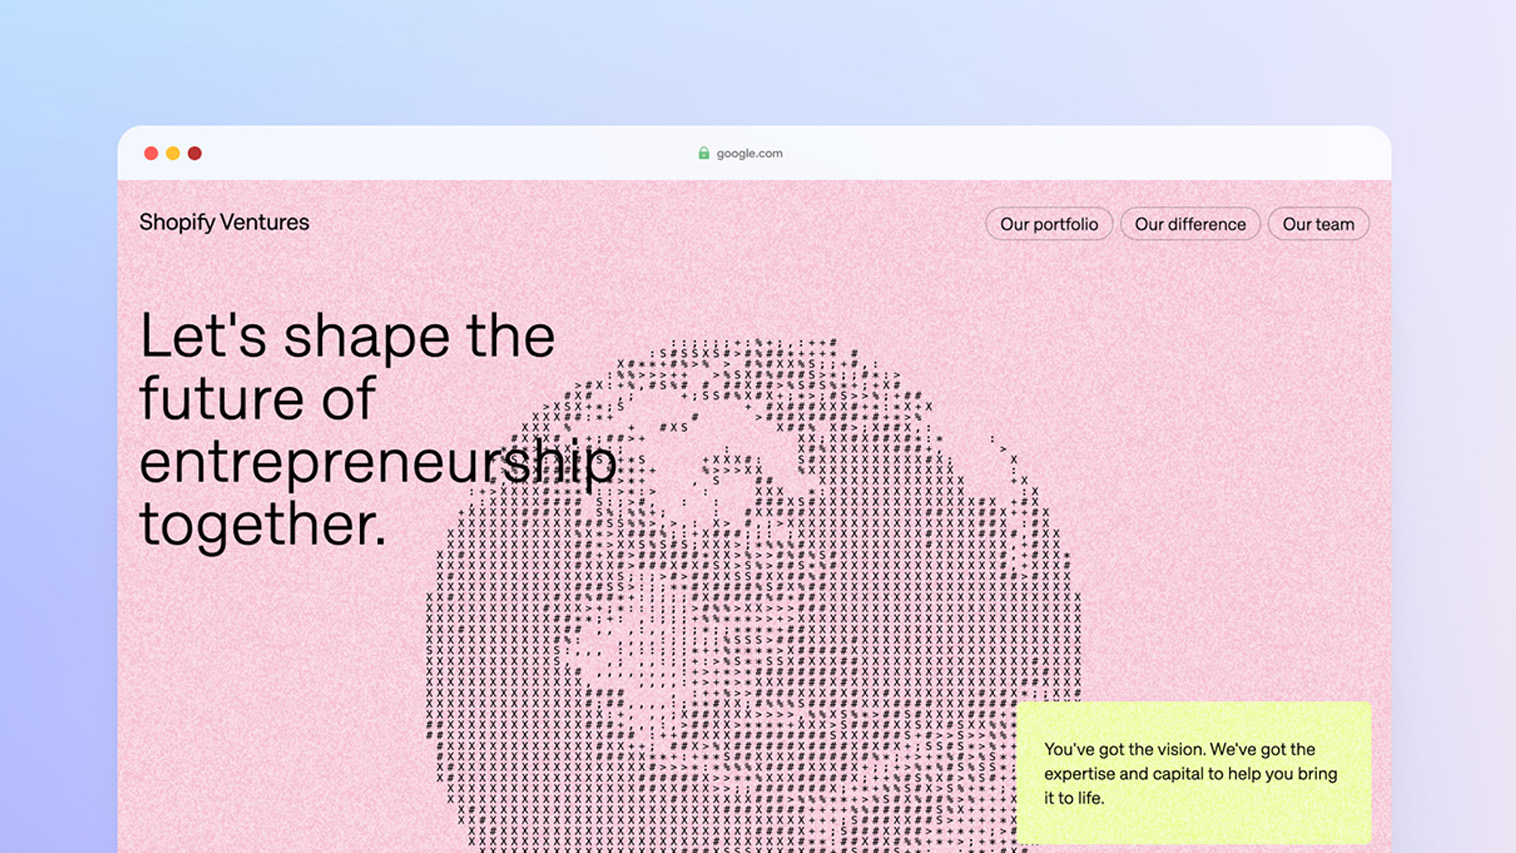 google.com
Shopify Ventures
Our portfolio
Our difference
Our team
Let's shape the
future of
entrepreneurship
together.
You've got the vision. We've got the
expertise and capital to help you bring
it to life.